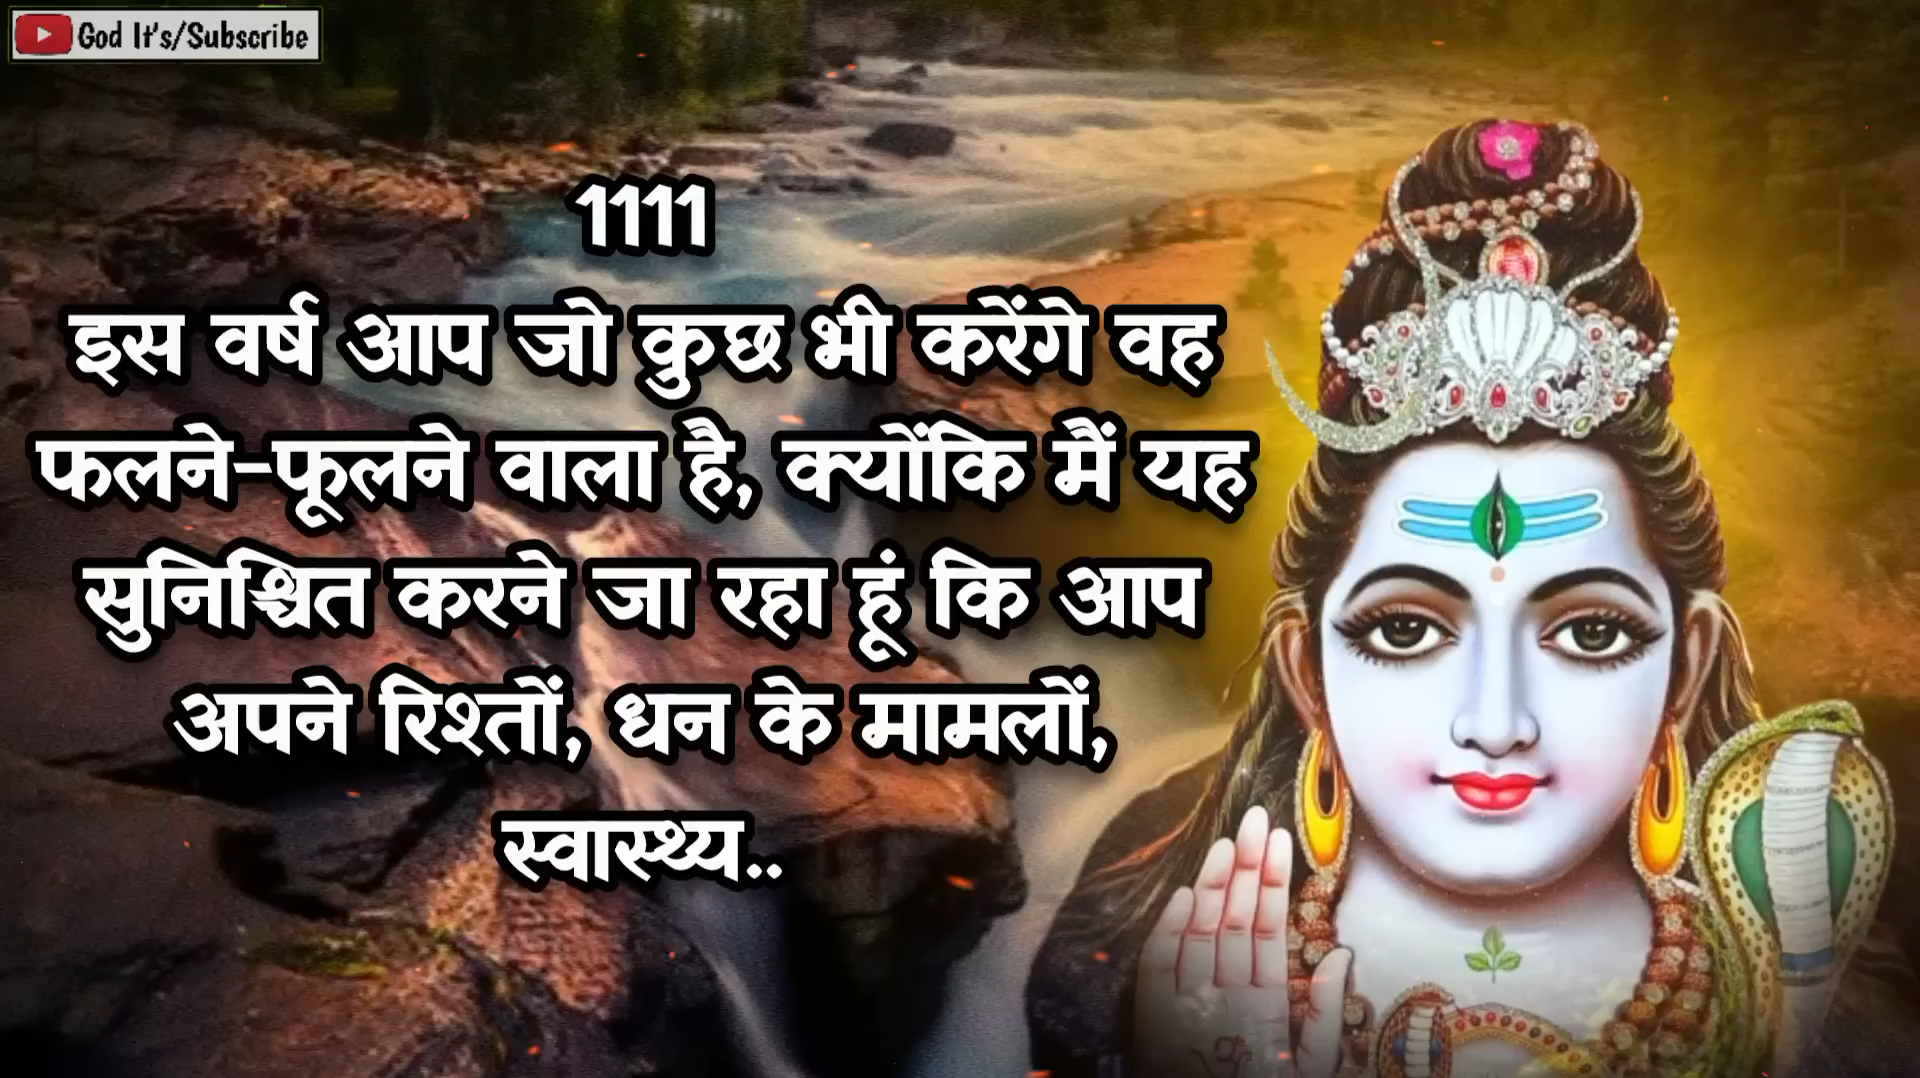 God It's/Subscribe
1111
इस वर्ष आप जो कुछ भी करेंगे वह
फलने-फूलने वाला है, क्योंकि मैं यह
सुनिश्चित करने जा रहा हूं कि आप
अपने रिश्तों, धन के मामलों,
स्वास्थ्य..
ॐ